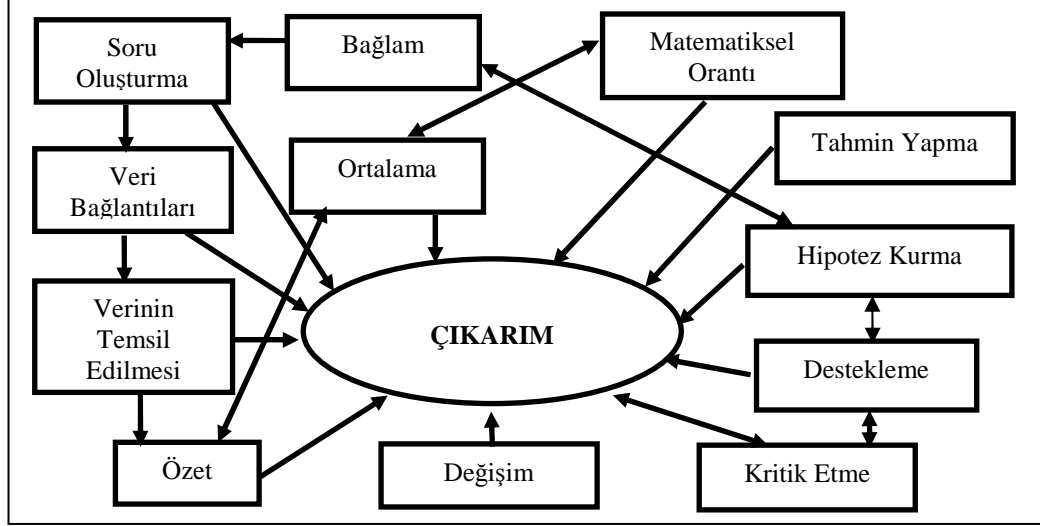 Soru
Oluşturma
Bağlam
Matematiksel
Orantı
Tahmin Yapma
Ortalama
Veri
Bağlantıları
Hipotez Kurma
Verinin
Temsil
Edilmesi
ÇIKARIM
Destekleme
Özet
Değişim
Kritik Etme